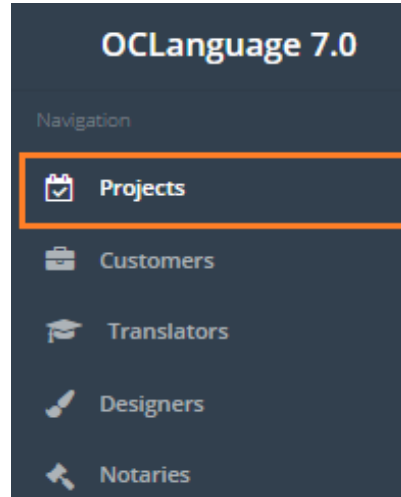 OCLanguage 7.0
Navigation
Projects
Customers
Translators
Designers
Notaries